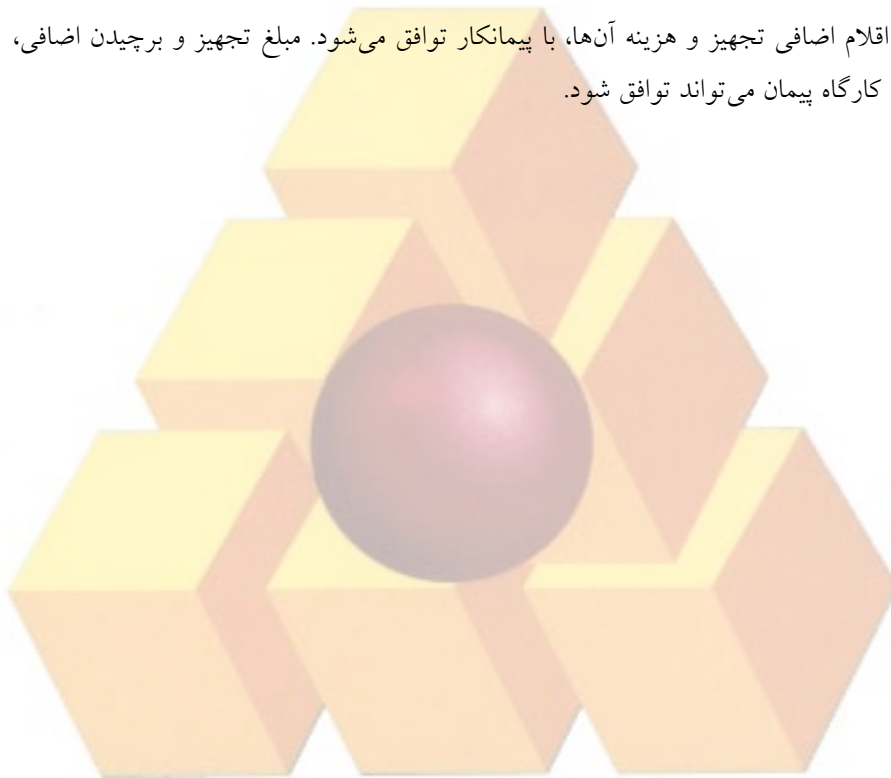 اقلام اضافی تجهیز و هزینه آن‌ها، با پیمانکار توافق می‌شود. مبلغ تجهیز و برچیدن اضافی،
کارگاه پیمان می‌تواند توافق شود.